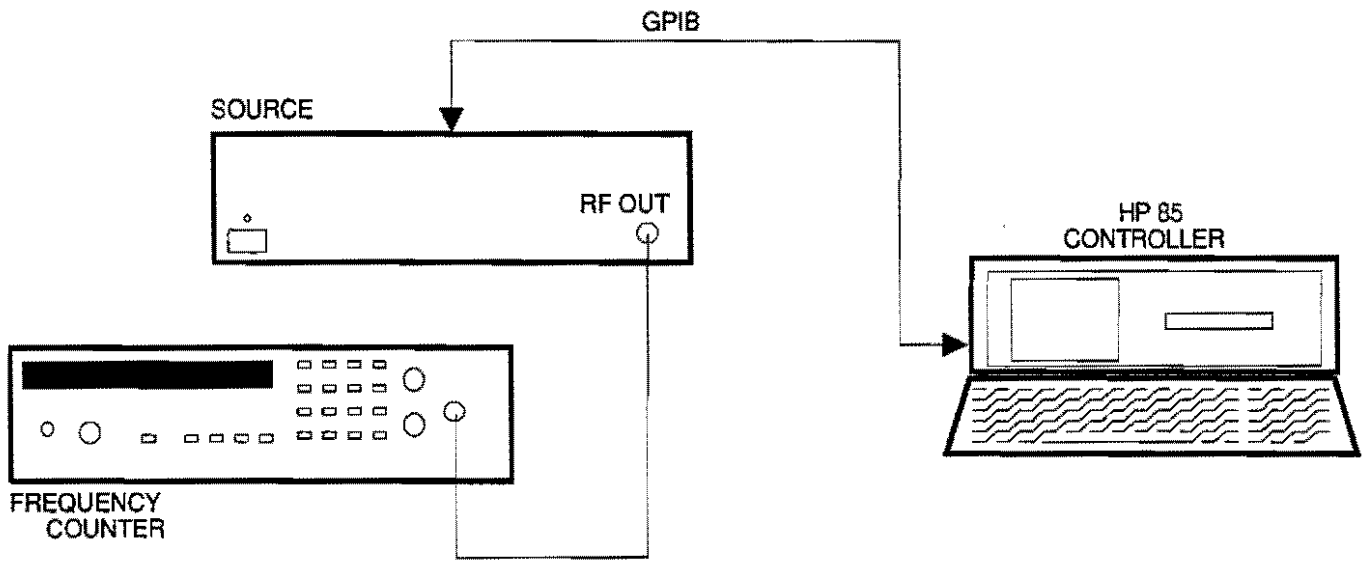 GPIB
SOURCE
RF OUT
HP 85
CONTROLLER
FREQUENCY
COUNTER